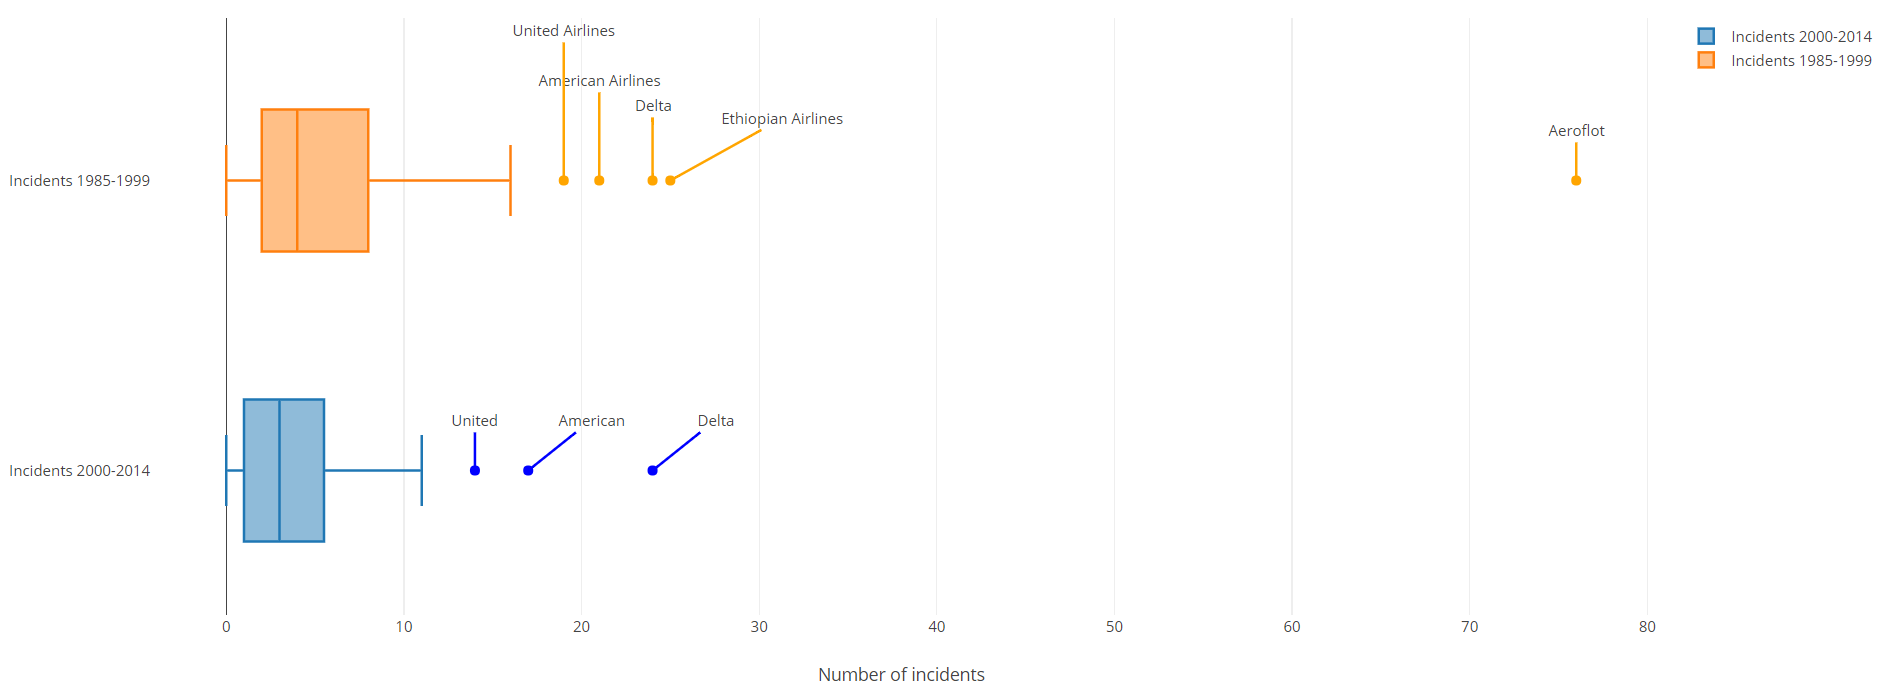 United Airlines
American Airlines
Delta
Ethiopian Airlines
Aeroflot
Incidents 1985-1999
United
American
Delta
Incidents 2000-2014
0 10 20 30 40 50 60 70 80
Number of incidents
Incidents 2000-2014
Incidents 1985-1999